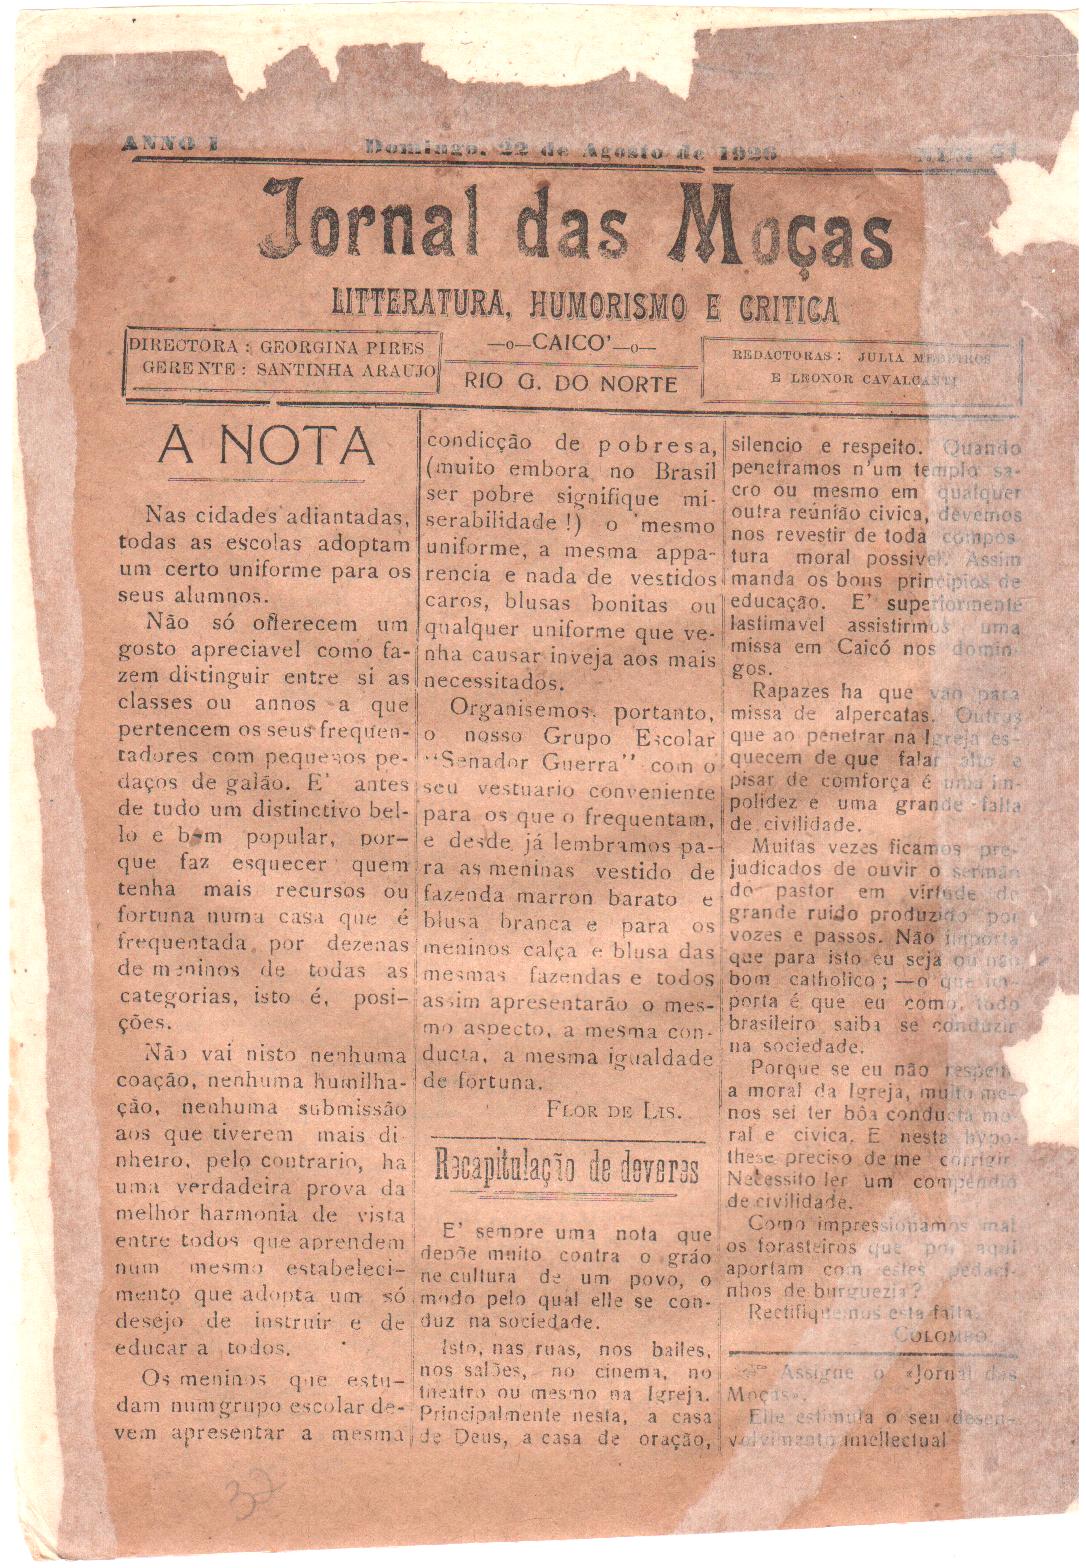 ANNO I
Domingo, 22 de Agosto de 1926
NUM
Jornal das Moças
LITTERATURA, HUMORISMO E CRITICA
DIRECTORA: GEORGINA PIRES
GERENTE: SANTINHA ARAUJO
—o—CAICO'—o—
RIO G. DO NORTE
REDACTORAS: JULIA MEDEIROS
E LEONOR CAVALCANTI
A NOTA
Nas cidades adiantadas,
todas as escolas adoptam
um certo uniforme para os
seus alumnos.
Não só offerecem um
gosto apreciavel como fa-
zem distinguir entre si as
classes ou annos a que
pertencem os seus frequen-
tadores com pequenos pe-
daços de galão. E' antes
de tudo um distinctivo bel-
lo e bem popular, por-
que faz esquecer quem
tenha mais recursos ou
fortuna numa casa que é
frequentada por dezenas
de meninos de todas as
categorias, isto é, posi-
ções.
Não vai nisto nenhuma
coação, nenhuma humilha-
ção, nenhuma submissão
aos que tiverem mais di-
nheiro, pelo contrario, ha
uma verdadeira prova da
melhor harmonia de vista
entre todos que aprendem
num mesmo estabeleci-
mento que adopta um só
desejo de instruir e de
educar a todos.
Os meninos que estu-
dam num grupo escolar de-
vem apresentar a mesma
condicção de pobresa,
(muito embora no Brasil
ser pobre signifique mi-
serabilidade!) o mesmo
uniforme, a mesma appa-
rencia e nada de vestidos
caros, blusas bonitas ou
qualquer uniforme que ve-
nha causar inveja aos mais
necessitados.
Organisemos, portanto,
o nosso Grupo Escolar
"Senador Guerra" com o
seu vestuario conveniente
para os que o frequentam,
e desde já lembramos pa-
ra as meninas vestido de
fazenda marron barato e
blusa branca e para os
meninos calça e blusa das
mesmas fazendas e todos
assim apresentarão o mes-
mo aspecto, a mesma con-
ducta, a mesma igualdade
de fortuna.
FLOR DE LIS.
Recapitulação de deveres
E' sempre uma nota que
depõe muito contra o gráo
de cultura de um povo, o
modo pelo qual elle se con-
duz na sociedade.
Isto, nas ruas, nos bailes,
nos salões, no cinema, no
theatro ou mesmo na Igreja.
Principalmente nesta, a casa
de Deus, a casa de oração,
silencio e respeito. Quando
penetramos n'um templo sa-
cro ou mesmo em qualquer
outra reúnião civica, devemos
nos revestir de toda compos-
tura moral possivel. Assim
manda os bons principios de
educação. E' superiormente
lastimavel assistirmos uma
missa em Caicó nos domin-
gos.
Rapazes ha que vão para
missa de alpercatas. Outros
que ao penetrar na Igreja es-
quecem de que falar alto e
pisar de comforça é uma im-
polidez e uma grande falta
de civilidade.
Muitas vezes ficamos pre-
judicados de ouvir o sermão
do pastor em virtude do
grande ruido produzido por
vozes e passos. Não importa
que para isto eu seja ou não
bom catholico;—o que im-
porta é que eu como todo
brasileiro saiba se conduzir
na sociedade.
Porque se eu não respeito
a moral da Igreja, muito me-
nos sei ter bôa conducta mo-
ral e civica. E nesta hypo-
these preciso de me corrigir.
Necessito ler um compendio
de civilidade.
Como impressionamos mal
os forasteiros que por aqui
aportam com estes pedaci-
nhos de burguezia?
Rectifiquemos esta falta.
COLOMBO.
Assigne o «Jornal das
Moças».
Elle estimula o seu desen-
volvimento intellectual
32